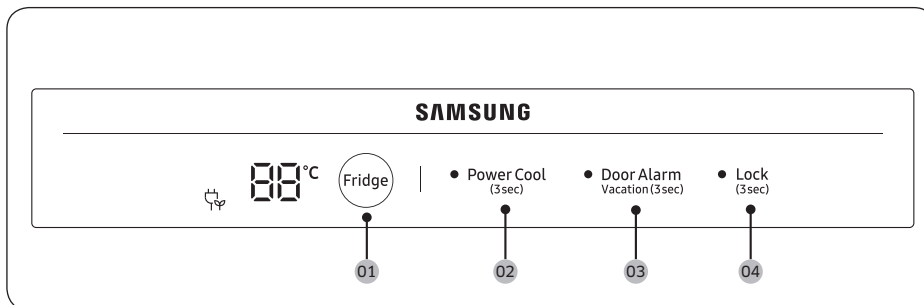 SAMSUNG
88°C
Fridge
Power Cool
(3sec)
Door Alarm
Vacation(3sec)
Lock
(3sec)
01
02
03
04